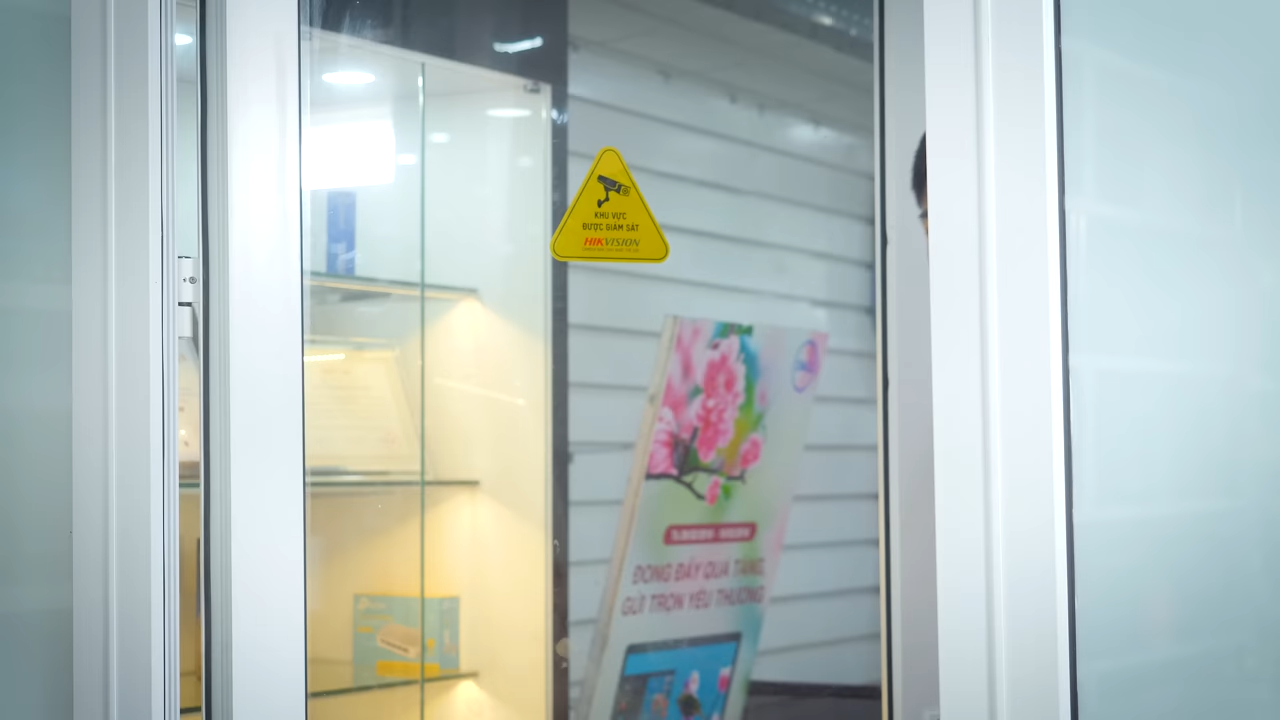 KHU VỰC
ĐƯỢC GIÁM SÁT
HIKVISION
ĐONG ĐẦY QUÀ TẶNG
GỬI TRỌN YÊU THƯƠNG